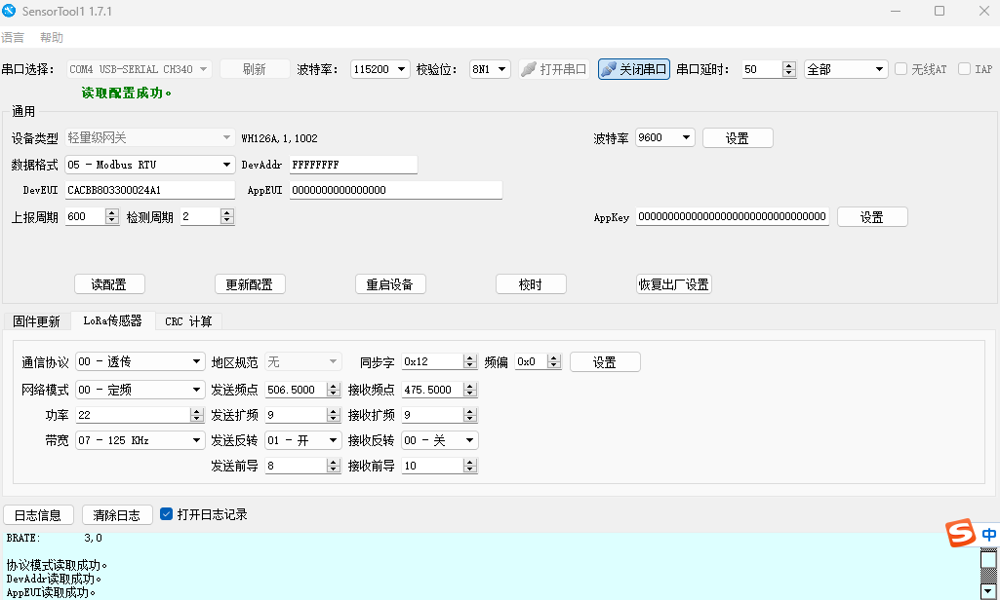 SensorTool1 1.7.1
语言 帮助
串口选择: COM4 USB-SERIAL CH340 刷新 波特率: 115200 校验位: 8N1 打开串口 关闭串口 串口延时: 50 全部 无线AT IAP
读取配置成功。
通用
设备类型 轻量级网关 WH126A,1,1002 波特率 9600 设置
数据格式 05 - Modbus RTU DevAddr FFFFFFFF
DevEUI CACBB803300024A1 AppEUI 0000000000000000
上报周期 600 检测周期 2 AppKey 00000000000000000000000000000000 设置
读配置 更新配置 重启设备 校时 恢复出厂设置
固件更新 LoRa传感器 CRC 计算
通信协议 00 - 透传 地区规范 无 同步字 0x12 频偏 0x0 设置
网络模式 00 - 定频 发送频点 506.5000 接收频点 475.5000
功率 22 发送扩频 9 接收扩频 9
带宽 07 - 125 KHz 发送反转 01 - 开 接收反转 00 - 关
发送前导 8 接收前导 10
日志信息 清除日志 打开日志记录
BRATE: 3,0
协议模式读取成功。
DevAddr读取成功。
AppEUI读取成功。
S 中